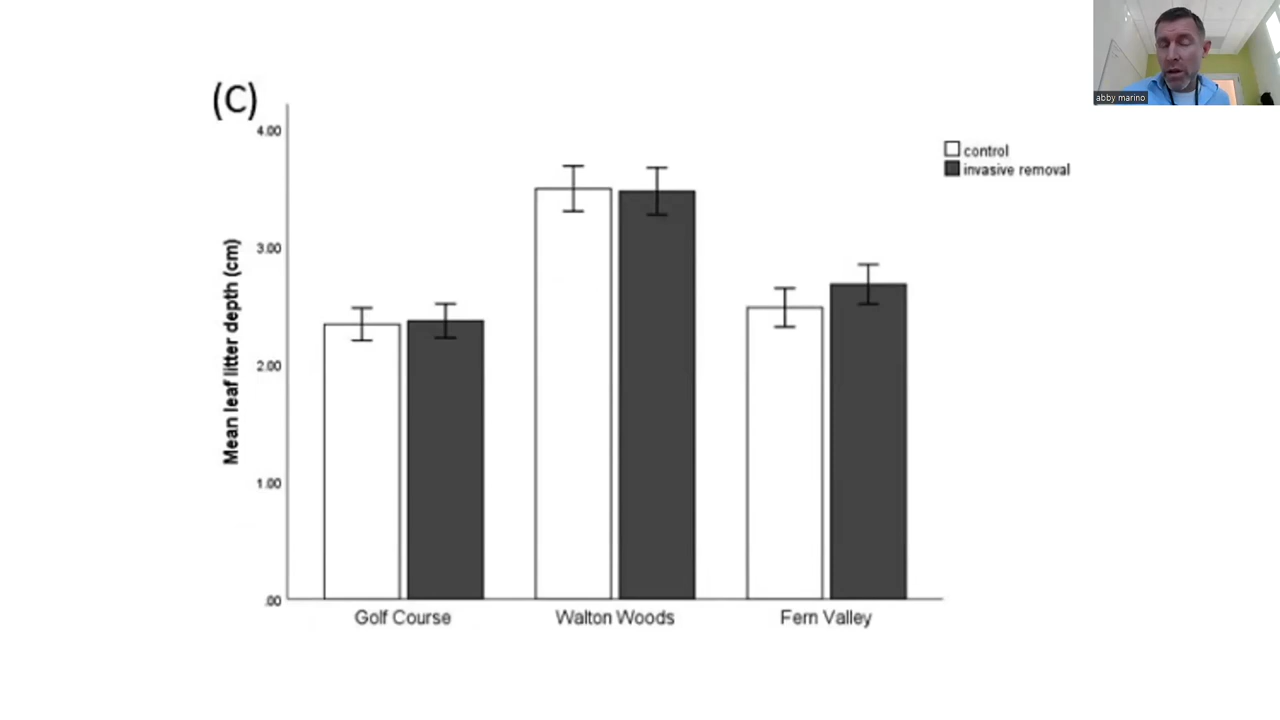 abby marino
(C)
4.00
3.00
2.00
1.00
.00
Mean leaf litter depth (cm)
control
invasive removal
Golf Course
Walton Woods
Fern Valley